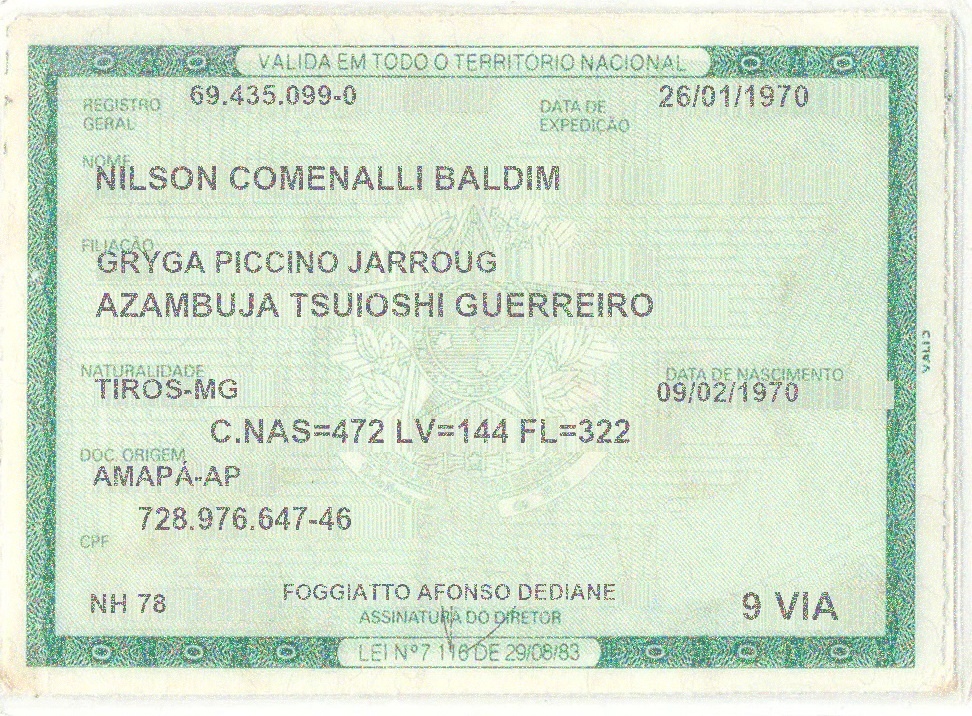 VALIDA EM TODO O TERRITÓRIO NACIONAL
REGISTRO GERAL 69.435.099-0 DATA DE EXPEDIÇÃO 26/01/1970
NOME
NILSON COMENALLI BALDIM
FILIAÇÃO
GRYGA PICCINO JARROUG
AZAMBUJA TSUIOSHI GUERREIRO
NATURALIDADE DATA DE NASCIMENTO
TIROS-MG 09/02/1970
C.NAS=472 LV=144 FL=322
DOC. ORIGEM
AMAPÁ-AP
728.976.647-46
CPF
NH 78 FOGGIATTO AFONSO DEDIANE 9 VIA
ASSINATURA DO DIRETOR
LEI Nº 7 116 DE 29/08/83